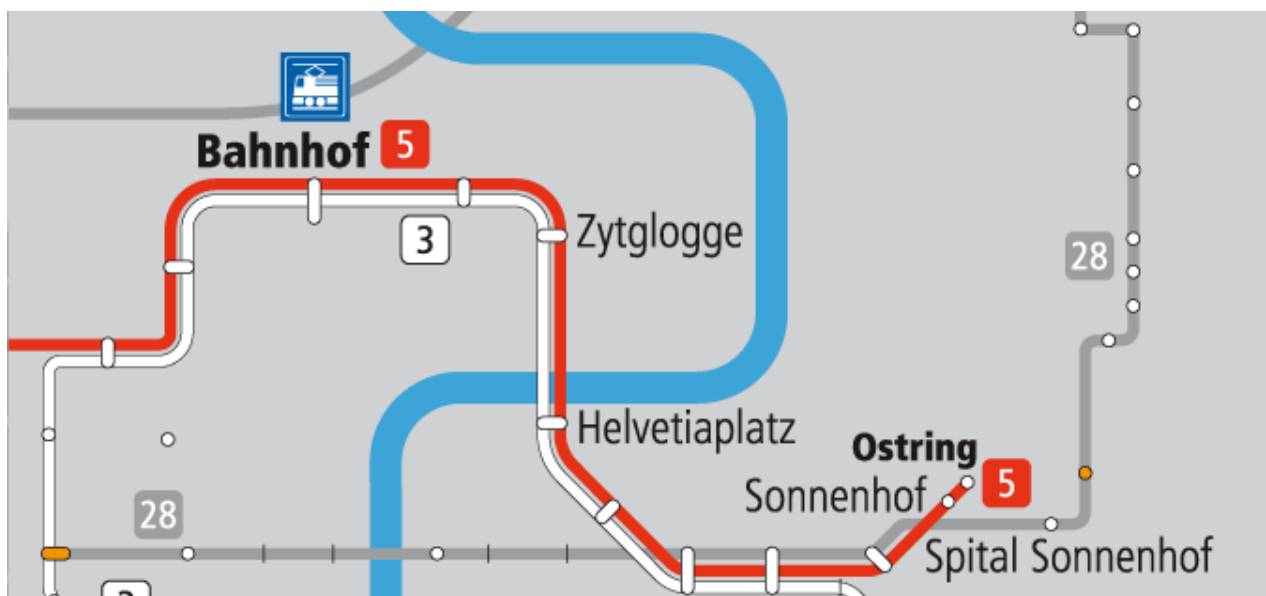 Bahnhof 5
3
Zytglogge
28
Helvetiaplatz
Ostring
Sonnenhof 5
28
Spital Sonnenhof